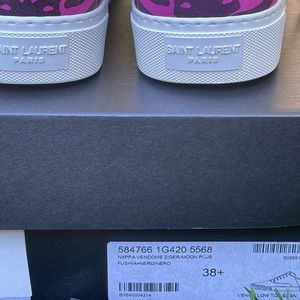 SAINT LAURENT
PARIS
SAINT LAURENT
PARIS
584766 1G420 5568
NAPPA VENDOME ZIGER/MOON PLUS
FUSHIA+NERO/NERO
38+